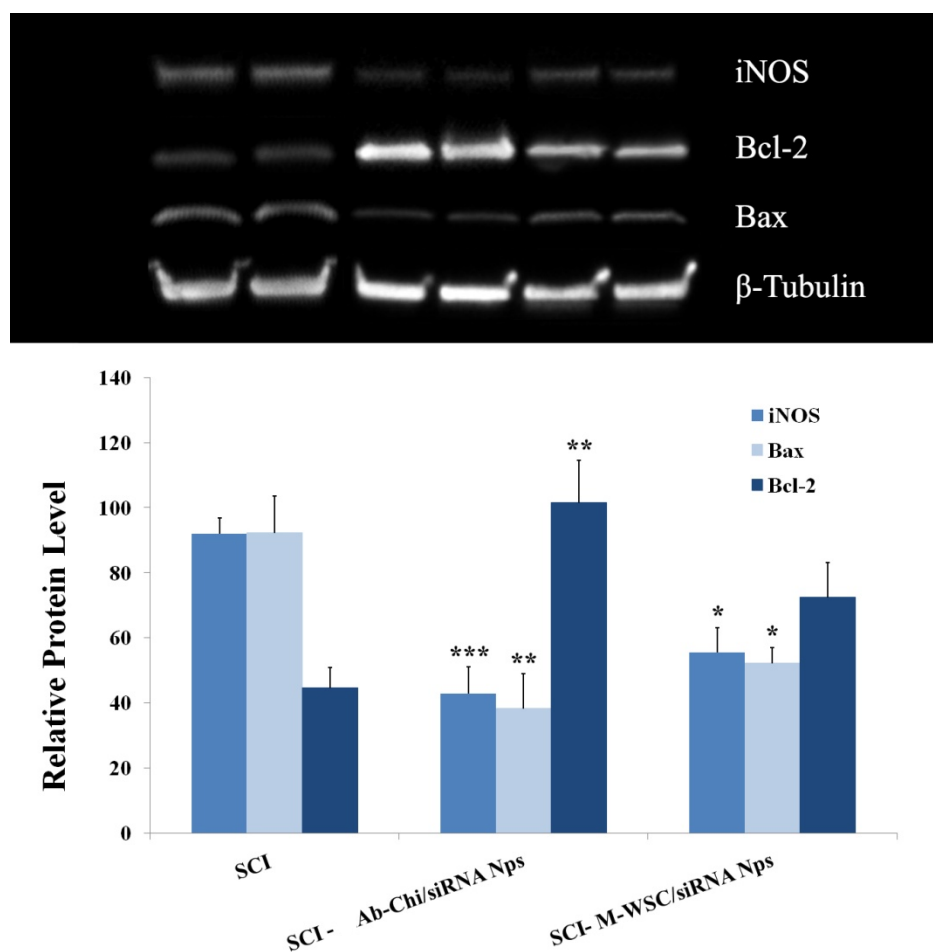 iNOS
Bcl-2
Bax
β-Tubulin
140
120
100
80
60
40
20
0
Relative Protein Level
iNOS
Bax
Bcl-2
**
***
**
*
*
SCI
SCI - Ab-Chi/siRNA Nps
SCI- M-WSC/siRNA Nps